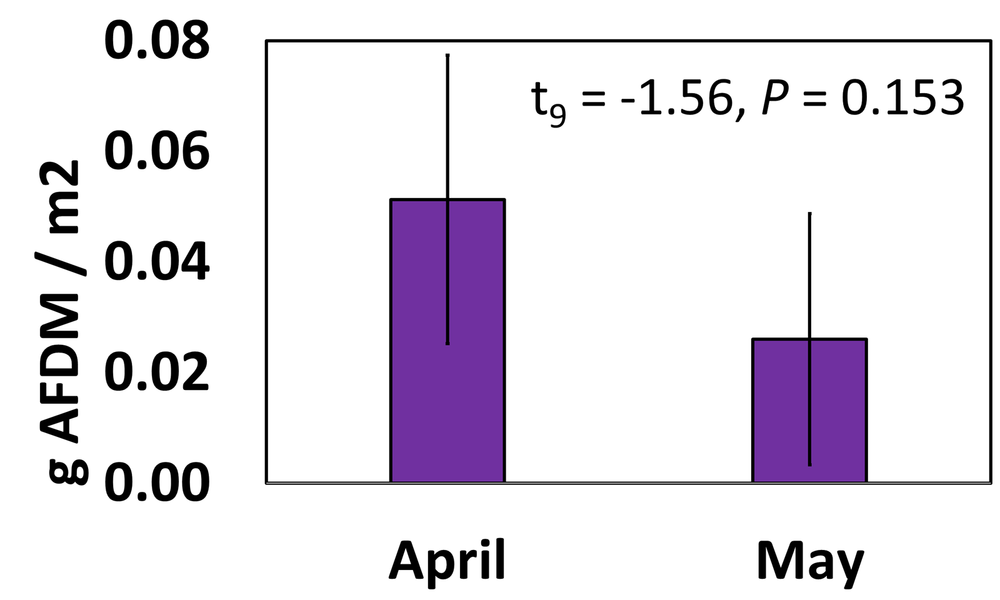 0.08
0.06
0.04
0.02
0.00
g AFDM / m2
t9 = -1.56, P = 0.153
April
May